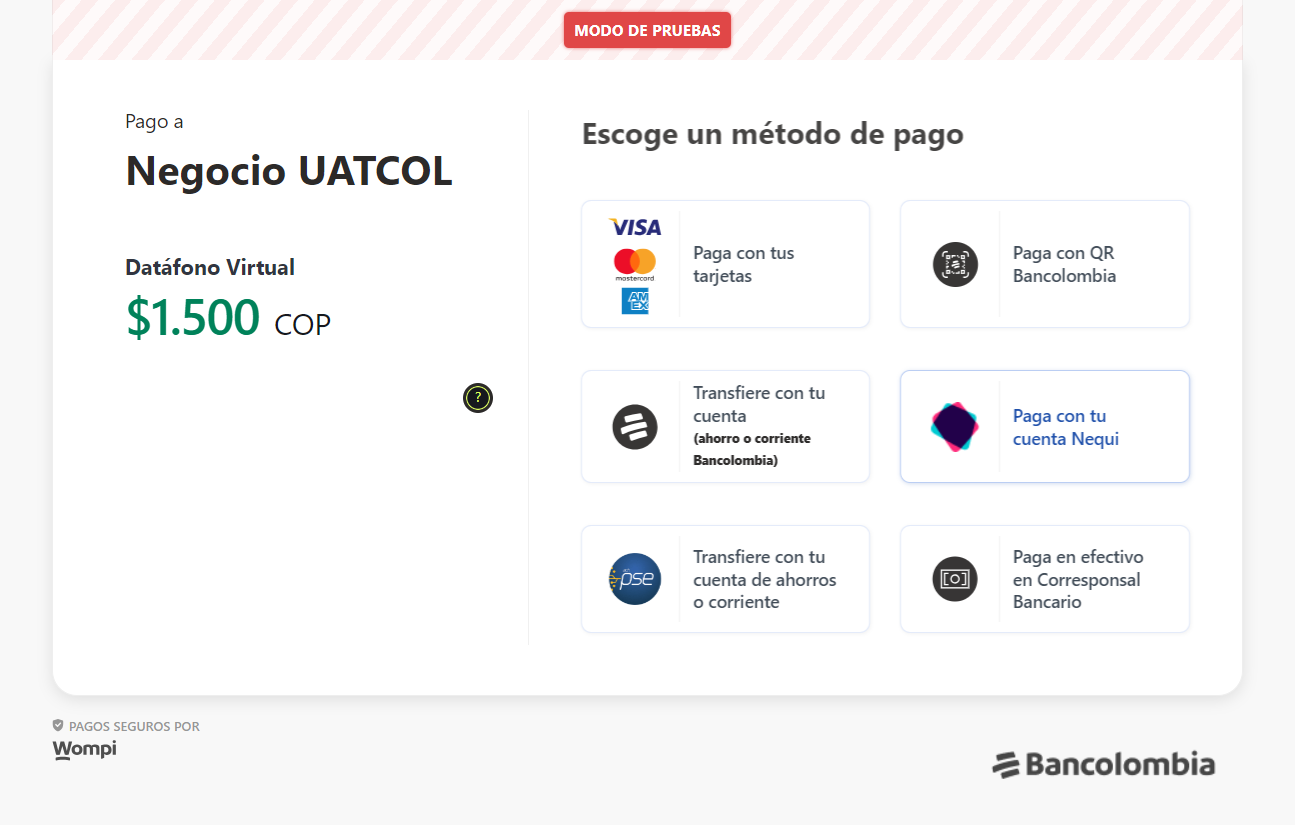 MODO DE PRUEBAS
Pago a
Negocio UATCOL
Datáfono Virtual
$1.500 COP
?
Escoge un método de pago
VISA
mastercard
AM
EX
Paga con tus
tarjetas
Paga con QR
Bancolombia
Transfiere con tu
cuenta
(ahorro o corriente
Bancolombia)
Paga con tu
cuenta Nequi
pse
Transfiere con tu
cuenta de ahorros
o corriente
Paga en efectivo
en Corresponsal
Bancario
PAGOS SEGUROS POR
Wompi
Bancolombia